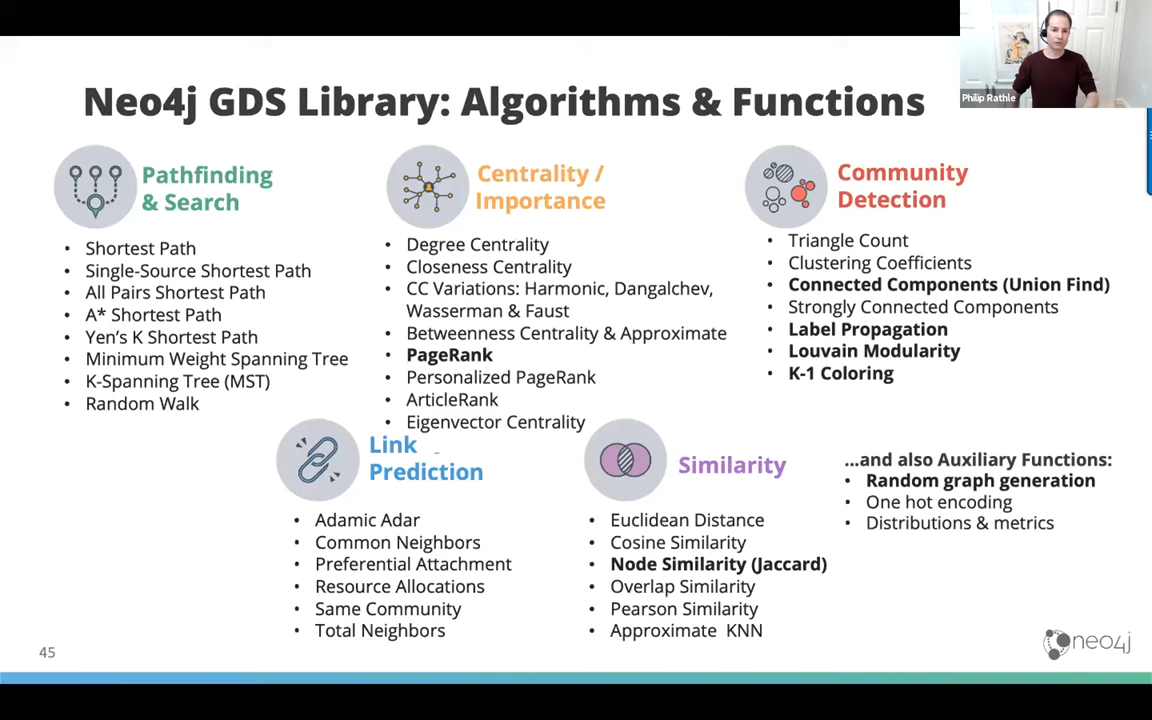 Neo4j GDS Library: Algorithms & Functions
Philip Rathle
Pathfinding
& Search
• Shortest Path
• Single-Source Shortest Path
• All Pairs Shortest Path
• A* Shortest Path
• Yen's K Shortest Path
• Minimum Weight Spanning Tree
• K-Spanning Tree (MST)
• Random Walk
Centrality /
Importance
• Degree Centrality
• Closeness Centrality
• CC Variations: Harmonic, Dangalchev,
Wasserman & Faust
• Betweenness Centrality & Approximate
• PageRank
• Personalized PageRank
• ArticleRank
• Eigenvector Centrality
Community
Detection
• Triangle Count
• Clustering Coefficients
• Connected Components (Union Find)
• Strongly Connected Components
• Label Propagation
• Louvain Modularity
• K-1 Coloring
Link
Prediction
• Adamic Adar
• Common Neighbors
• Preferential Attachment
• Resource Allocations
• Same Community
• Total Neighbors
Similarity
• Euclidean Distance
• Cosine Similarity
• Node Similarity (Jaccard)
• Overlap Similarity
• Pearson Similarity
• Approximate KNN
...and also Auxiliary Functions:
• Random graph generation
• One hot encoding
• Distributions & metrics
45
neo4j